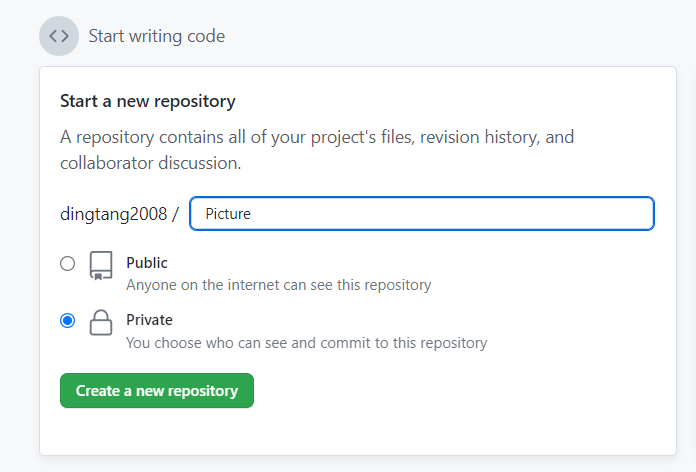 <> Start writing code
Start a new repository
A repository contains all of your project's files, revision history, and
collaborator discussion.
dingtang2008 / Picture
Public
Anyone on the internet can see this repository
Private
You choose who can see and commit to this repository
Create a new repository